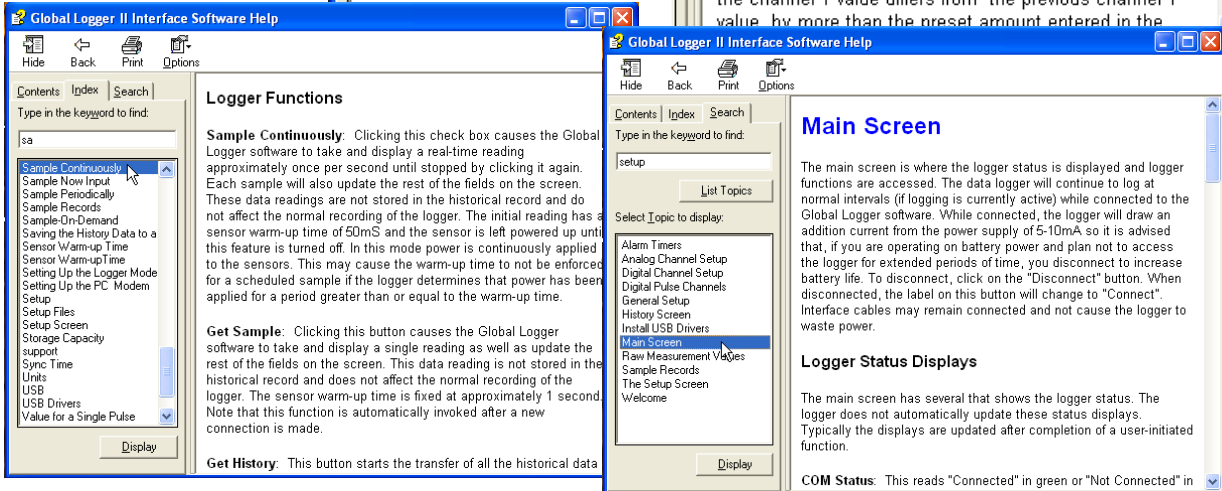 the channel 1 value differs from the previous channel 1
value, by more than the preset amount entered in the
Global Logger II Interface Software Help
Hide Back Print Options
Contents Index Search
Type in the keyword to find:
sa
Sample Continuously
Sample Now Input
Sample Periodically
Sample Records
Sample-On-Demand
Saving the History Data to a
Sensor Warm-up Time
Sensor Warm-upTime
Setting Up the Logger Mode
Setting Up the PC Modem
Setup
Setup Files
Setup Screen
Storage Capacity
support
Sync Time
Units
USB
USB Drivers
Value for a Single Pulse
Display
Logger Functions
Sample Continuously: Clicking this check box causes the Global
Logger software to take and display a real-time reading
approximately once per second until stopped by clicking it again.
Each sample will also update the rest of the fields on the screen.
These data readings are not stored in the historical record and do
not affect the normal recording of the logger. The initial reading has a
sensor warm-up time of 50mS and the sensor is left powered up unti
this feature is turned off. In this mode power is continuously applied
to the sensors. This may cause the warm-up time to not be enforced
for a scheduled sample if the logger determines that power has been
applied for a period greater than or equal to the warm-up time.
Get Sample: Clicking this button causes the Global Logger
software to take and display a single reading as well as update the
rest of the fields on the screen. This data reading is not stored in the
historical record and does not affect the normal recording of the
logger. The sensor warm-up time is fixed at approximately 1 second.
Note that this function is automatically invoked after a new
connection is made.
Get History: This button starts the transfer of all the historical data
Global Logger II Interface Software Help
Hide Back Print Options
Contents Index Search
Type in the keyword to find:
setup
List Topics
Select Topic to display:
Alarm Timers
Analog Channel Setup
Digital Channel Setup
Digital Pulse Channels
General Setup
History Screen
Install USB Drivers
Main Screen
Raw Measurement Values
Sample Records
The Setup Screen
Welcome
Display
Main Screen
The main screen is where the logger status is displayed and logger
functions are accessed. The data logger will continue to log at
normal intervals (if logging is currently active) while connected to the
Global Logger software. While connected, the logger will draw an
addition current from the power supply of 5-10mA so it is advised
that, if you are operating on battery power and plan not to access
the logger for extended periods of time, you disconnect to increase
battery life. To disconnect, click on the "Disconnect" button. When
disconnected, the label on this button will change to "Connect".
Interface cables may remain connected and not cause the logger to
waste power.
Logger Status Displays
The main screen has several that shows the logger status. The
logger does not automatically update these status displays.
Typically the displays are updated after completion of a user-initiated
function.
COM Status: This reads "Connected" in green or "Not Connected" in